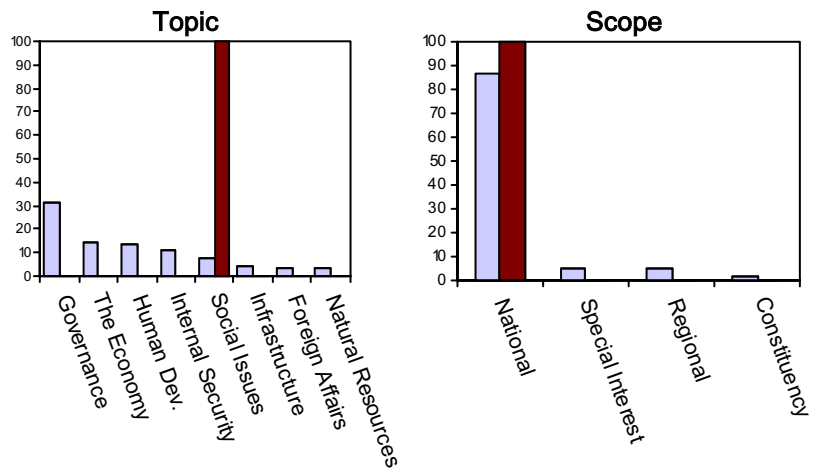 Topic
100
90
80
70
60
50
40
30
20
10
0
Governance
The Economy
Human Dev.
Internal Security
Social Issues
Infrastructure
Foreign Affairs
Natural Resources
Scope
100
90
80
70
60
50
40
30
20
10
0
National
Special Interest
Regional
Constituency